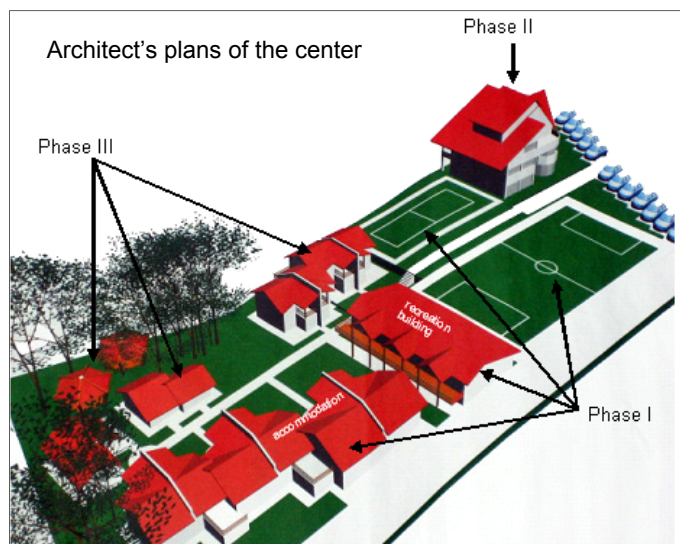 Architect's plans of the center
Phase II
Phase III
recreation
building
accommodation
Phase I